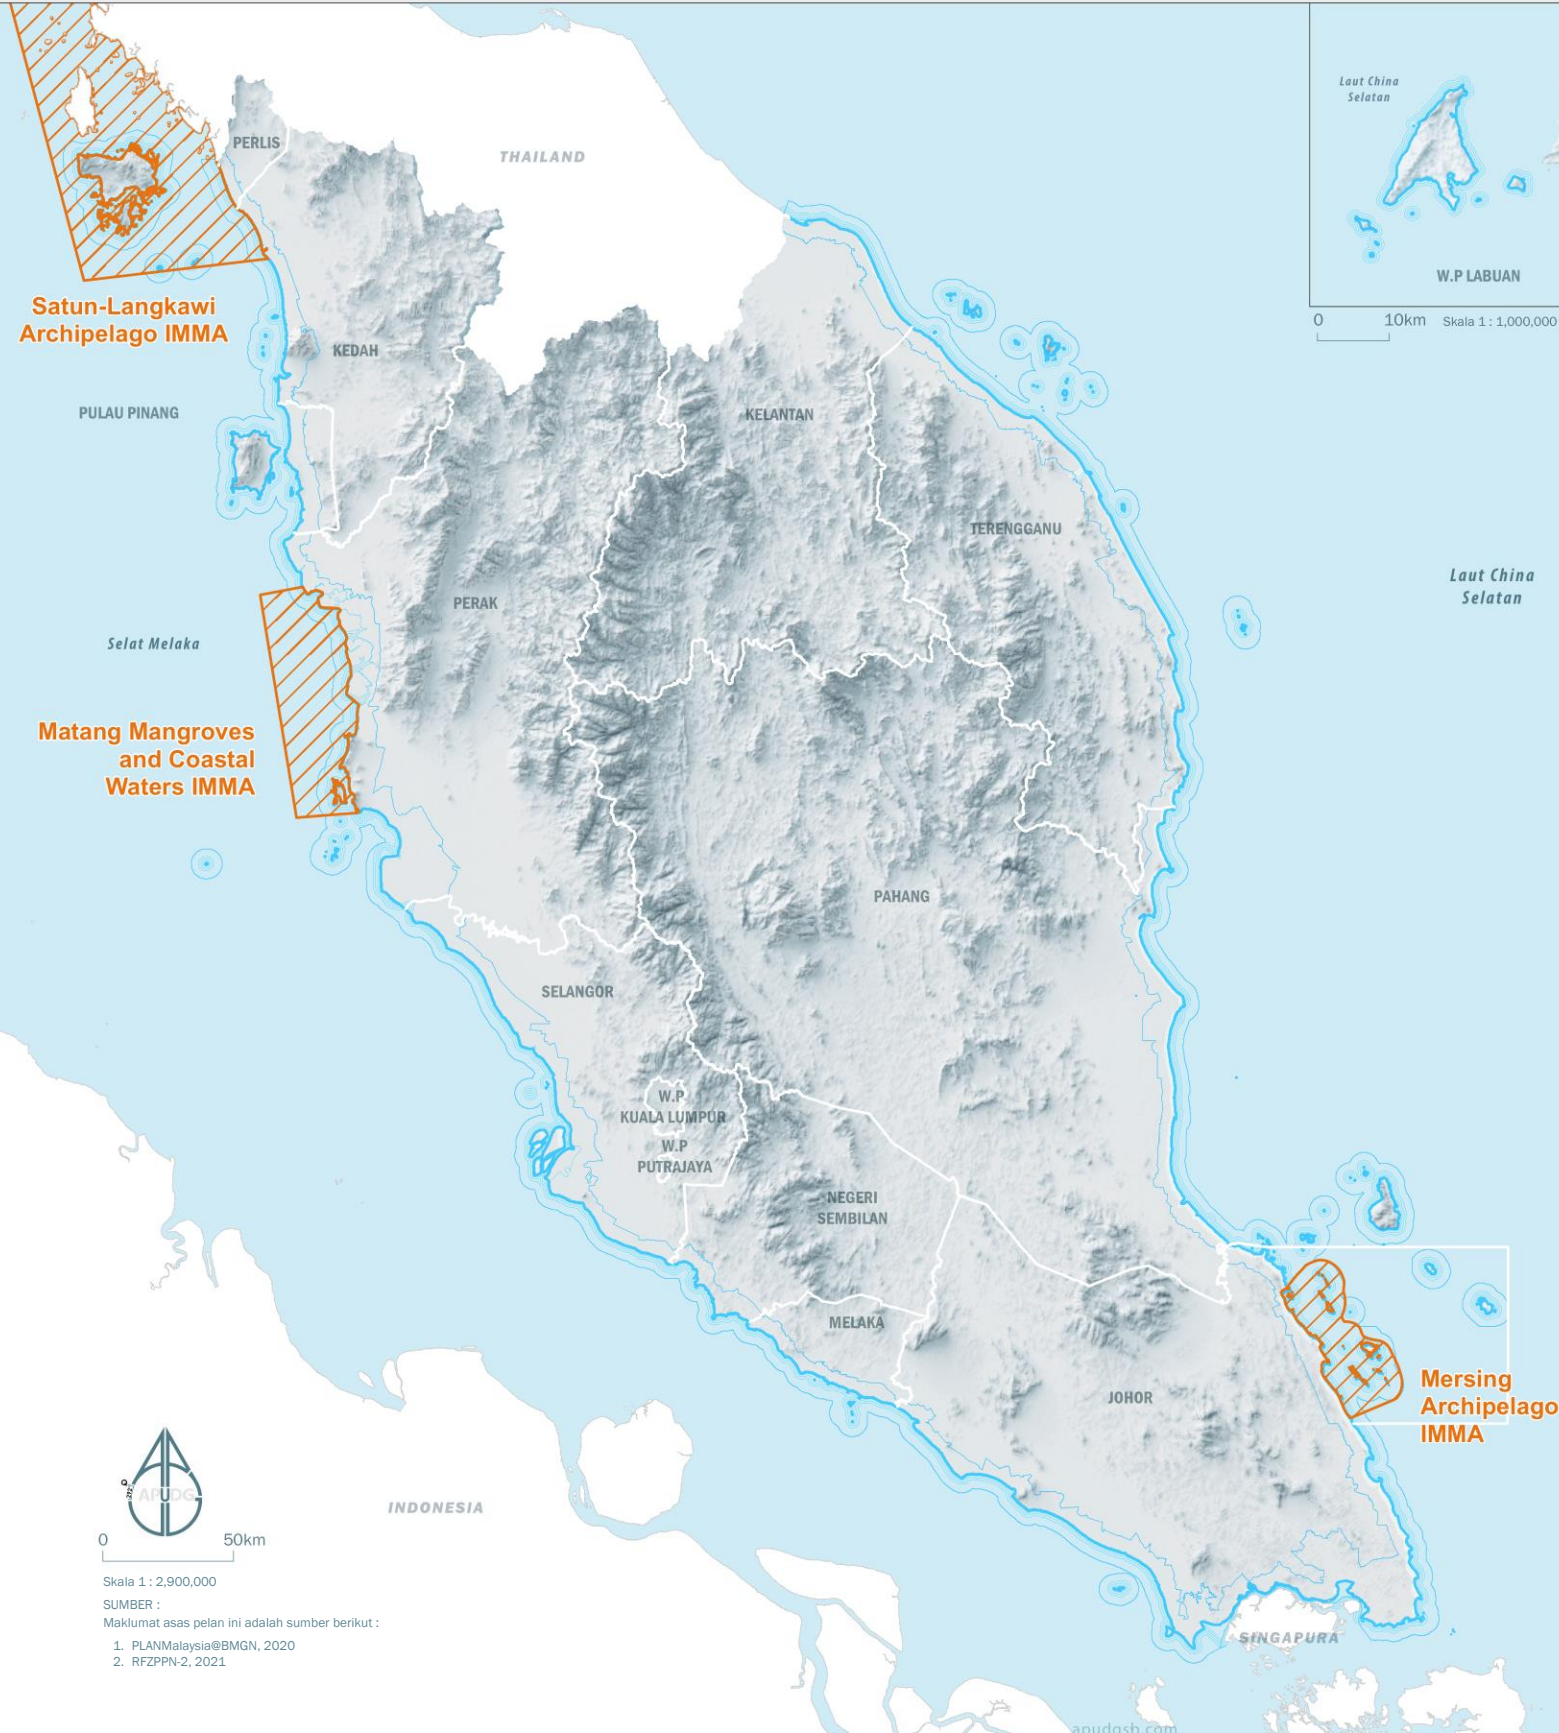 Laut China
Selatan
PERLIS
THAILAND
W.P LABUAN
Satun-Langkawi
Archipelago IMMA
0
10km
Skala 1 : 1,000,000
KEDAH
PULAU PINANG
KELANTAN
TERENGGANU
Laut China
Selatan
PERAK
Selat Melaka
Matang Mangroves
and Coastal
Waters IMMA
PAHANG
SELANGOR
W.P
KUALA LUMPUR
W.P
PUTRAJAYA
NEGERI
SEMBILAN
MELAKA
JOHOR
Mersing
Archipelago
IMMA
APUDG
INDONESIA
0
50km
Skala 1 : 2,900,000
SUMBER :
Maklumat asas pelan ini adalah sumber berikut :
1. PLANMalaysia@BMGN, 2020
2. RFZPPN-2, 2021
SINGAPURA
apudgsb.com